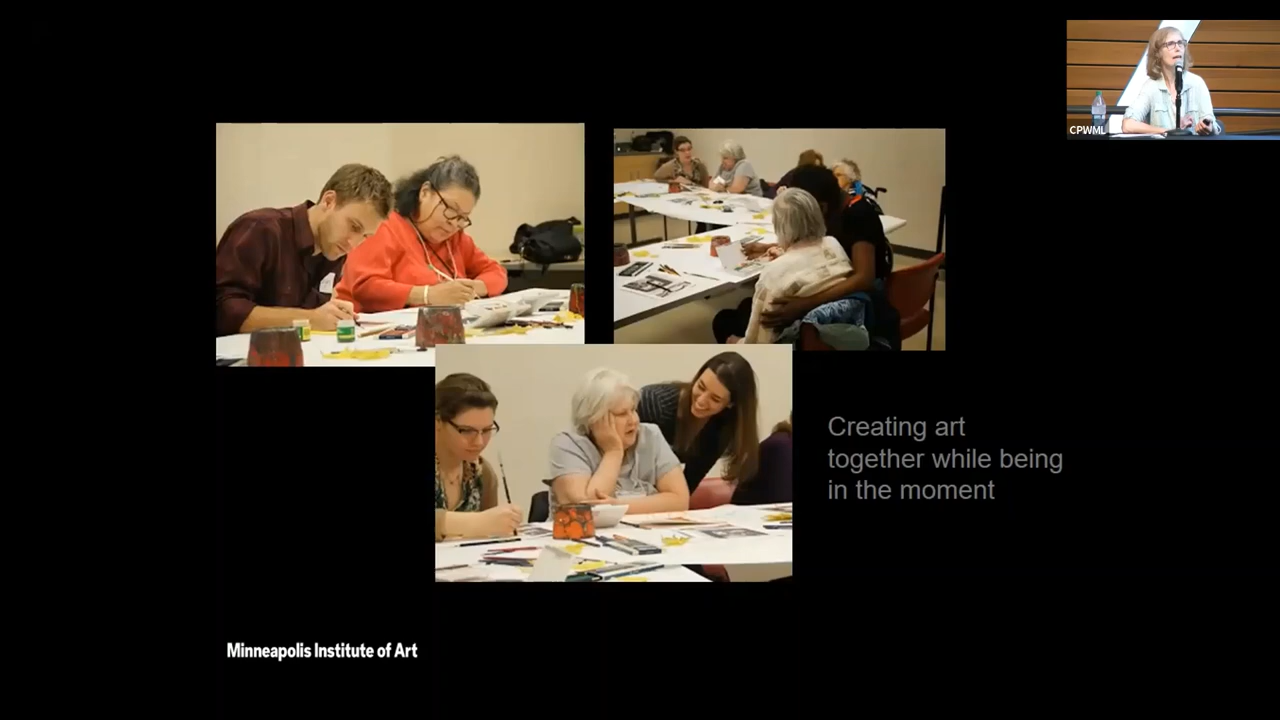 CPWML
Creating art
together while being
in the moment
Minneapolis Institute of Art